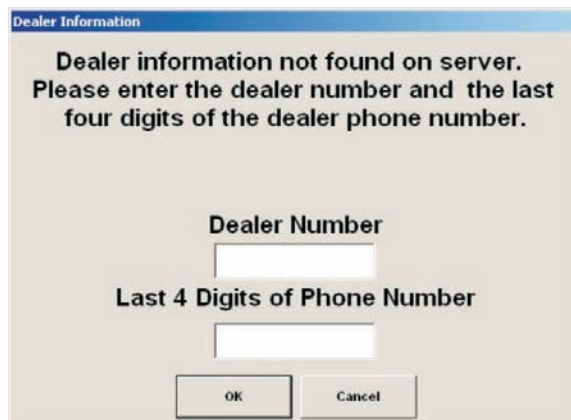 Dealer Information
Dealer information not found on server.
Please enter the dealer number and the last
four digits of the dealer phone number.
Dealer Number
Last 4 Digits of Phone Number
OK
Cancel